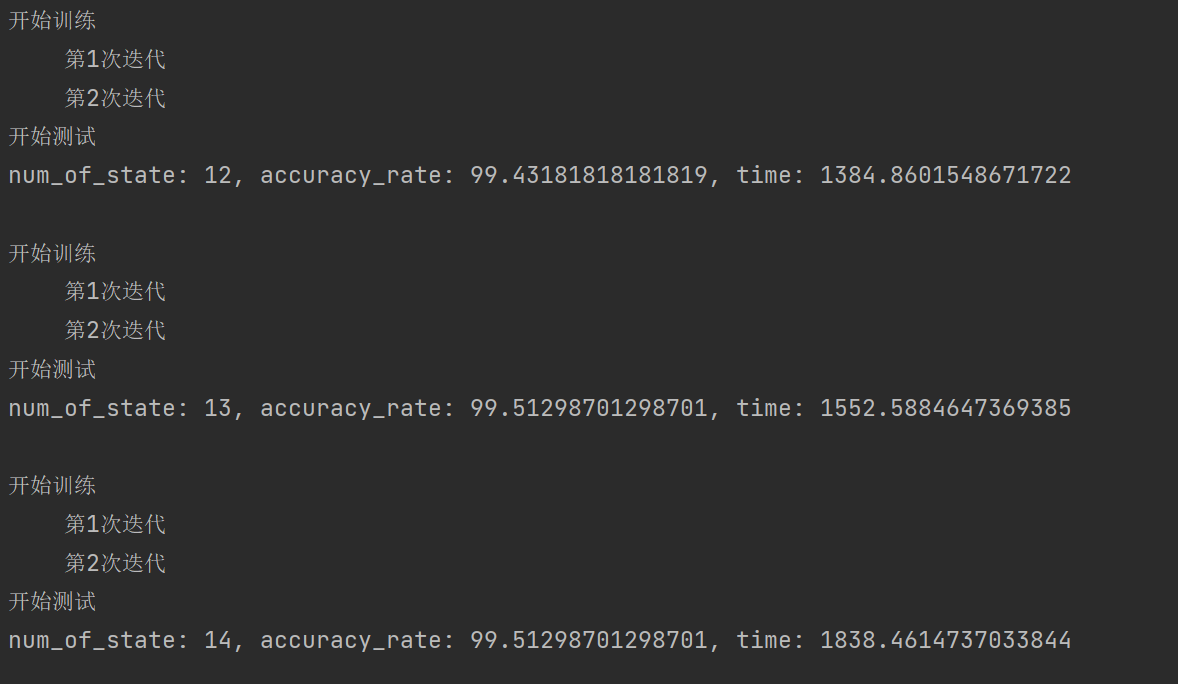 开始训练
第1次迭代
第2次迭代
开始测试
num_of_state: 12, accuracy_rate: 99.43181818181819, time: 1384.8601548671722
开始训练
第1次迭代
第2次迭代
开始测试
num_of_state: 13, accuracy_rate: 99.51298701298701, time: 1552.5884647369385
开始训练
第1次迭代
第2次迭代
开始测试
num_of_state: 14, accuracy_rate: 99.51298701298701, time: 1838.4614737033844